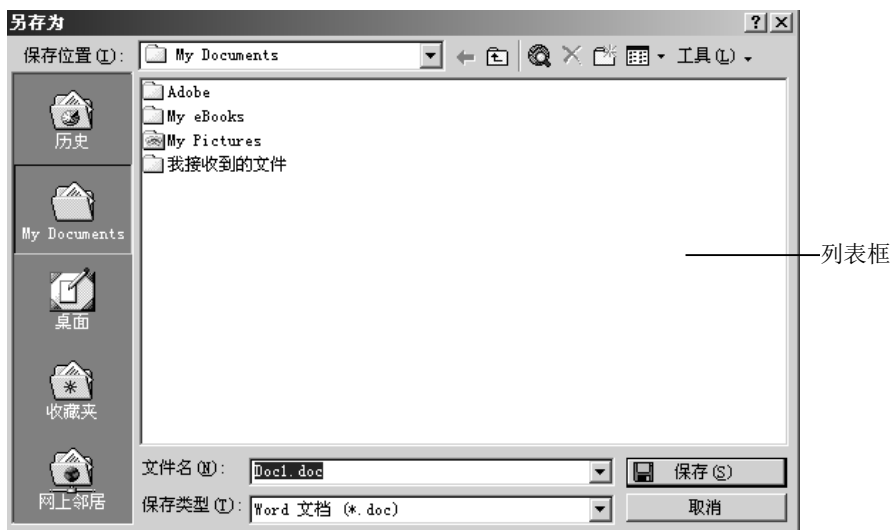 另存为
保存位置(I): My Documents 工具(L)
Adobe
My eBooks
My Pictures
我接收到的文件
历史
My Documents
桌面
收藏夹
网上邻居
列表框
文件名(N): Doc1.doc 保存(S)
保存类型(T): Word 文档 (*.doc) 取消